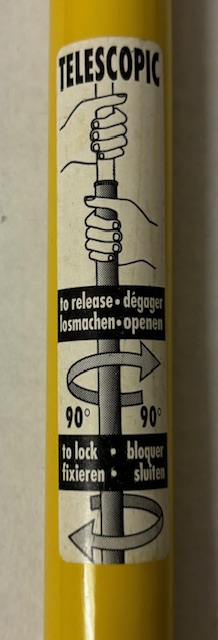 TELESCOPIC
to release • dégager
losmachen • openen
90° 90°
to lock • bloquer
fixieren • sluiten